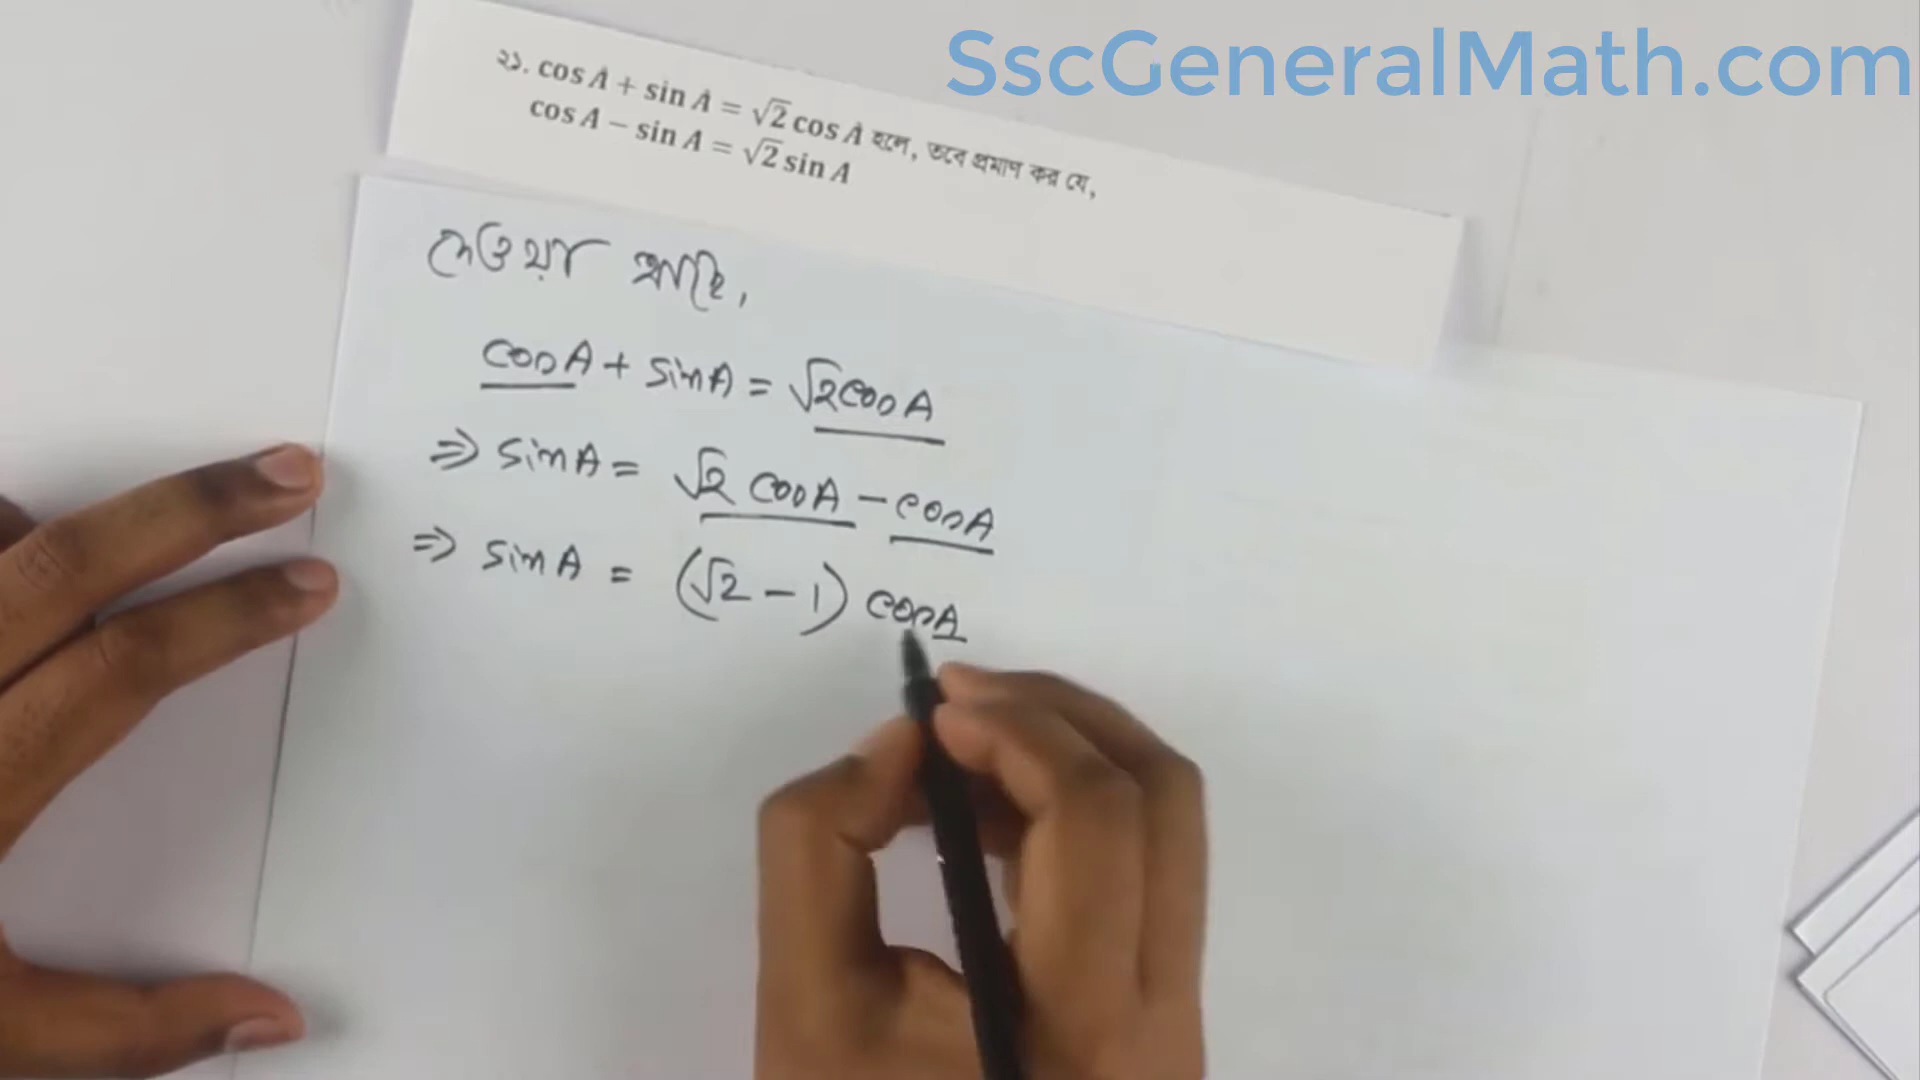 SscGeneralMath.com
২১. cos A + sin A = √2 cos A হলে, তবে প্রমাণ কর যে,
cos A − sin A = √2 sin A
দেওয়া আছে,
cosA + sinA = √2cosA
⇒ sinA = √2 cosA − cosA
⇒ sinA = (√2 − 1) cosA